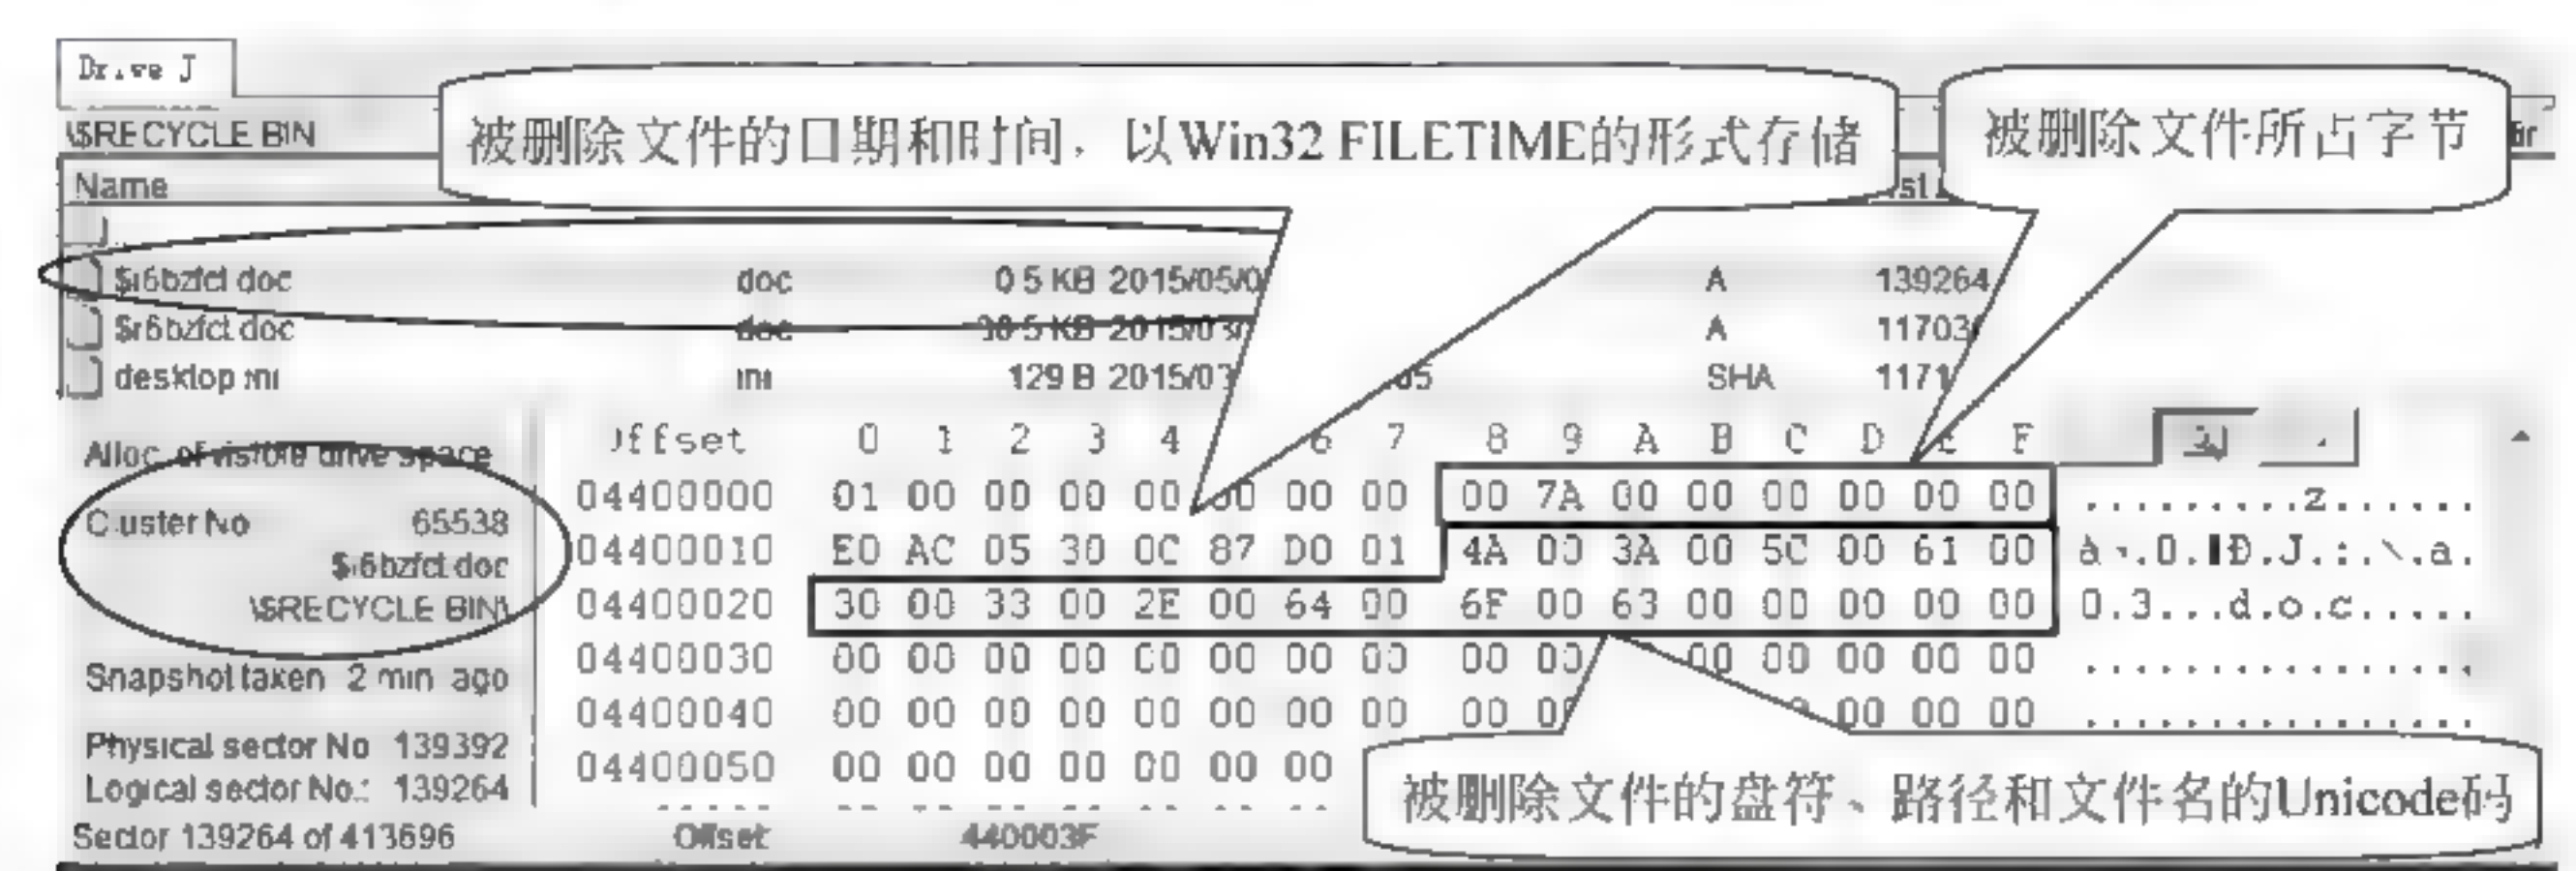 Drive J
\$RECYCLE BIN
被删除文件的日期和时间，以Win32 FILETIME的形式存储
被删除文件所占字节
Name
$i6bzfct doc doc 0 5 KB 2015/05/0 A 139264
$r6bzfct doc doc 30 5 KB 2015/03 A 11703
desktop ini ini 129 B 2015/03 05 SHA 1171
Alloc. of visible drive space
Cluster No 65538
$i6bzfct doc
\$RECYCLE BIN\
Snapshot taken 2 min ago
Physical sector No 139392
Logical sector No.: 139264
Offset 0 1 2 3 4 6 7 8 9 A B C D E F
04400000 01 00 00 00 00 00 00 00 00 7A 00 00 00 00 00 00 .........z......
04400010 E0 AC 05 30 0C 87 D0 01 4A 00 3A 00 5C 00 61 00 à¬.0.▮Ð.J.:.\.a.
04400020 30 00 33 00 2E 00 64 00 6F 00 63 00 00 00 00 00 0.3...d.o.c.....
04400030 00 00 00 00 00 00 00 00 00 00 00 00 00 00 00 ................
04400040 00 00 00 00 00 00 00 00 00 00 00 00 00 ................
04400050 00 00 00 00 00 00 00
被删除文件的盘符、路径和文件名的Unicode码
Sector 139264 of 413696 Offset 440003F